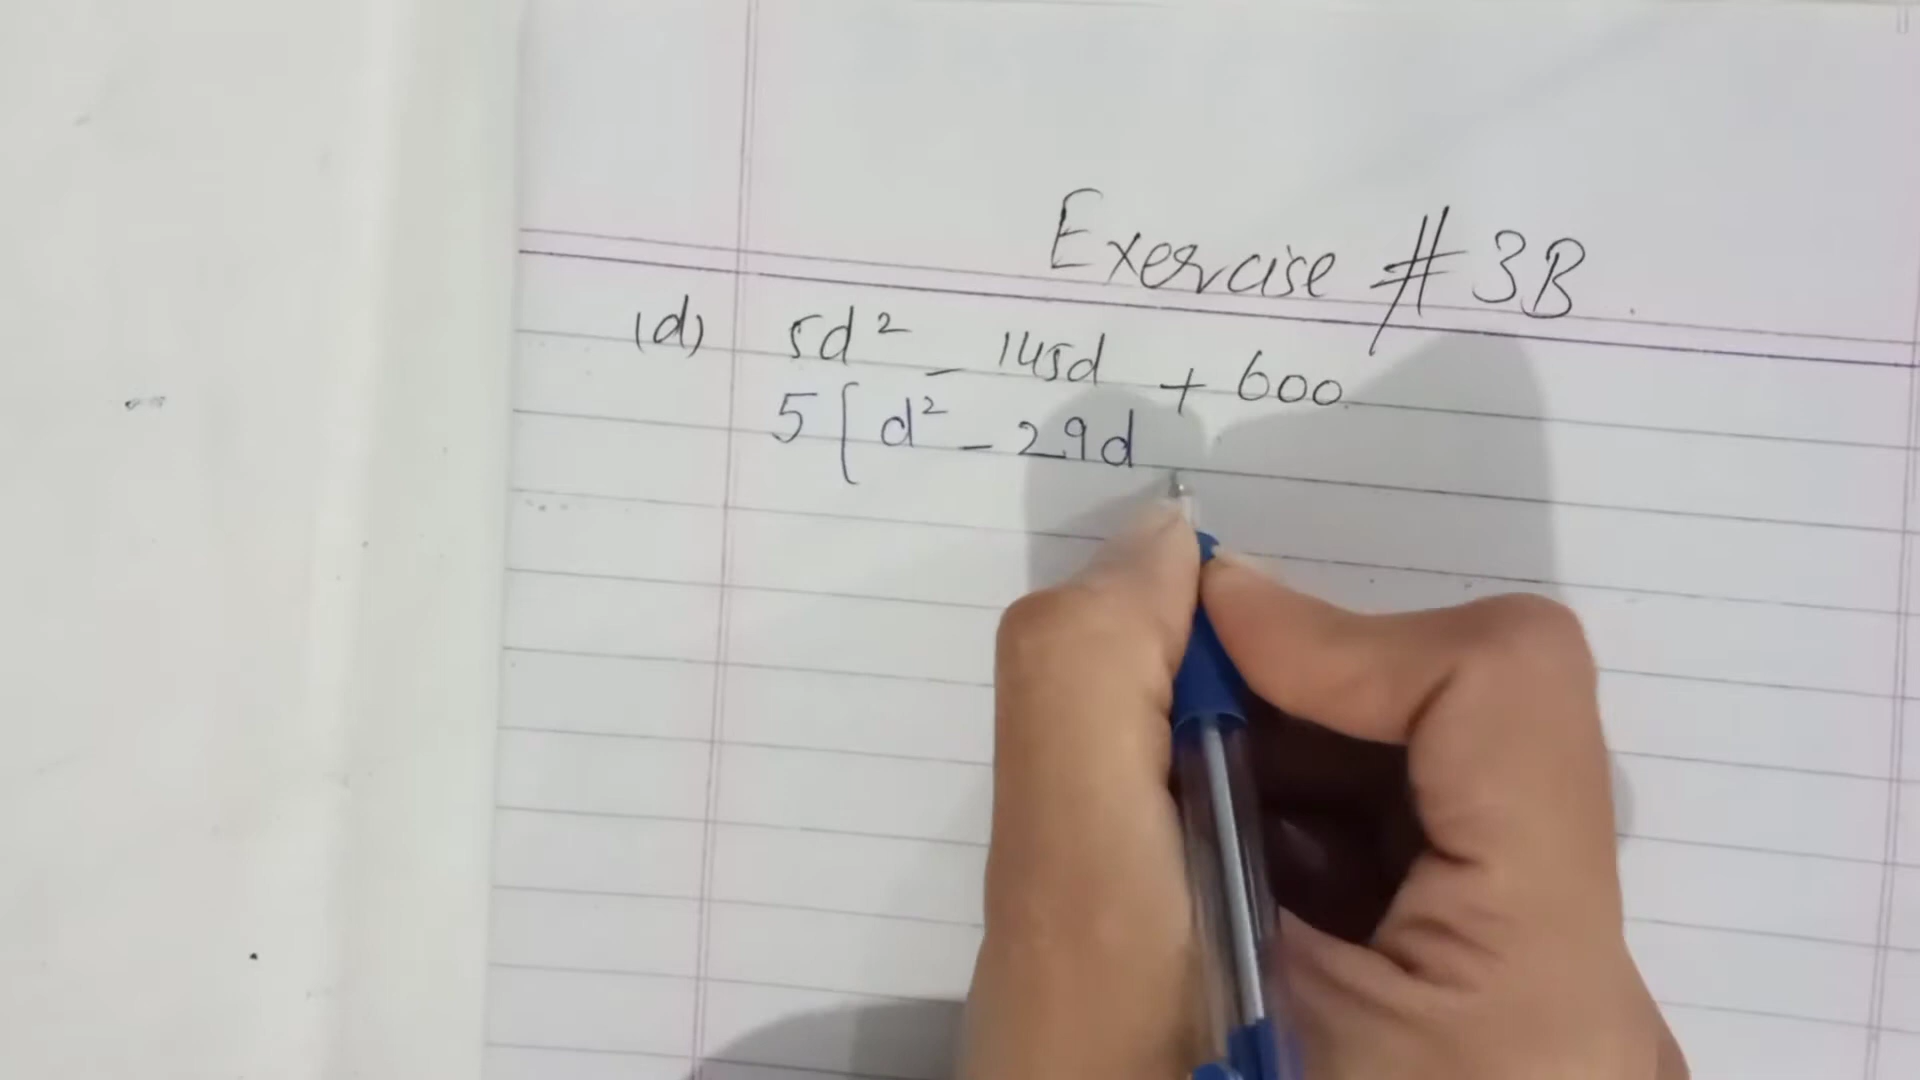 Exercise # 3B.
(d) 5d² - 145d + 600
5[d² - 29d